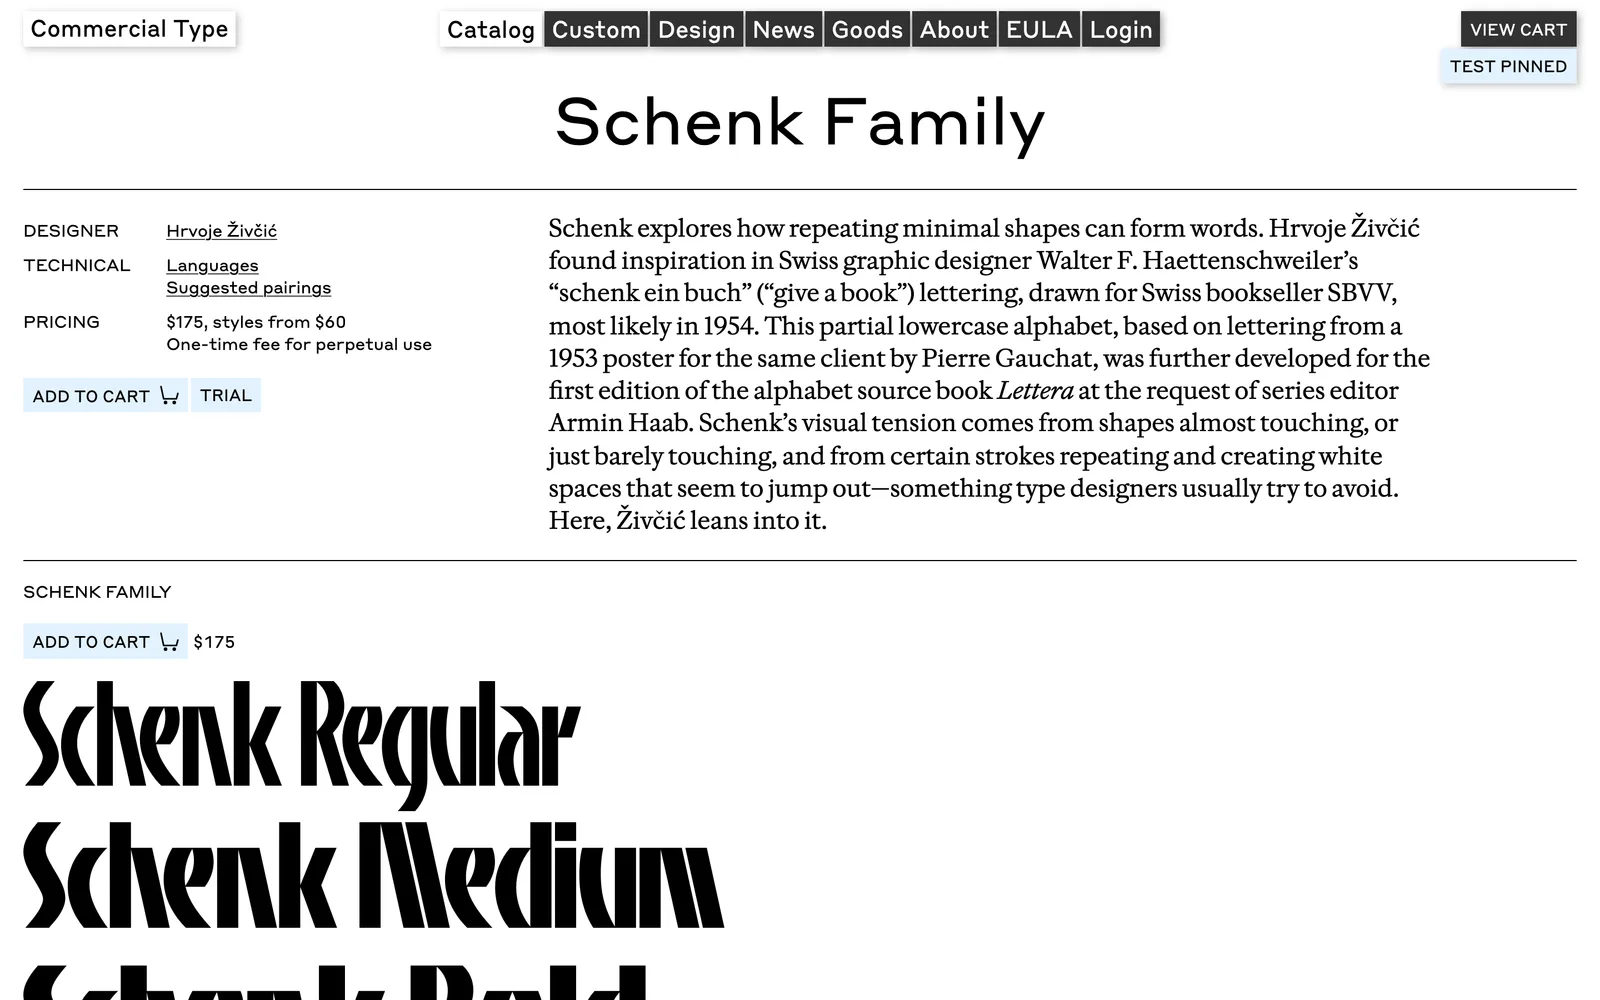 Commercial Type
Catalog Custom Design News Goods About EULA Login
VIEW CART
TEST PINNED
Schenk Family
DESIGNER Hrvoje Živčić
TECHNICAL Languages
Suggested pairings
PRICING $175, styles from $60
One-time fee for perpetual use
ADD TO CART TRIAL
Schenk explores how repeating minimal shapes can form words. Hrvoje Živčić
found inspiration in Swiss graphic designer Walter F. Haettenschweiler’s
“schenk ein buch” (“give a book”) lettering, drawn for Swiss bookseller SBVV,
most likely in 1954. This partial lowercase alphabet, based on lettering from a
1953 poster for the same client by Pierre Gauchat, was further developed for the
first edition of the alphabet source book Lettera at the request of series editor
Armin Haab. Schenk’s visual tension comes from shapes almost touching, or
just barely touching, and from certain strokes repeating and creating white
spaces that seem to jump out—something type designers usually try to avoid.
Here, Živčić leans into it.
SCHENK FAMILY
ADD TO CART $175
Schenk Regular
Schenk Medium
Schenk Bold